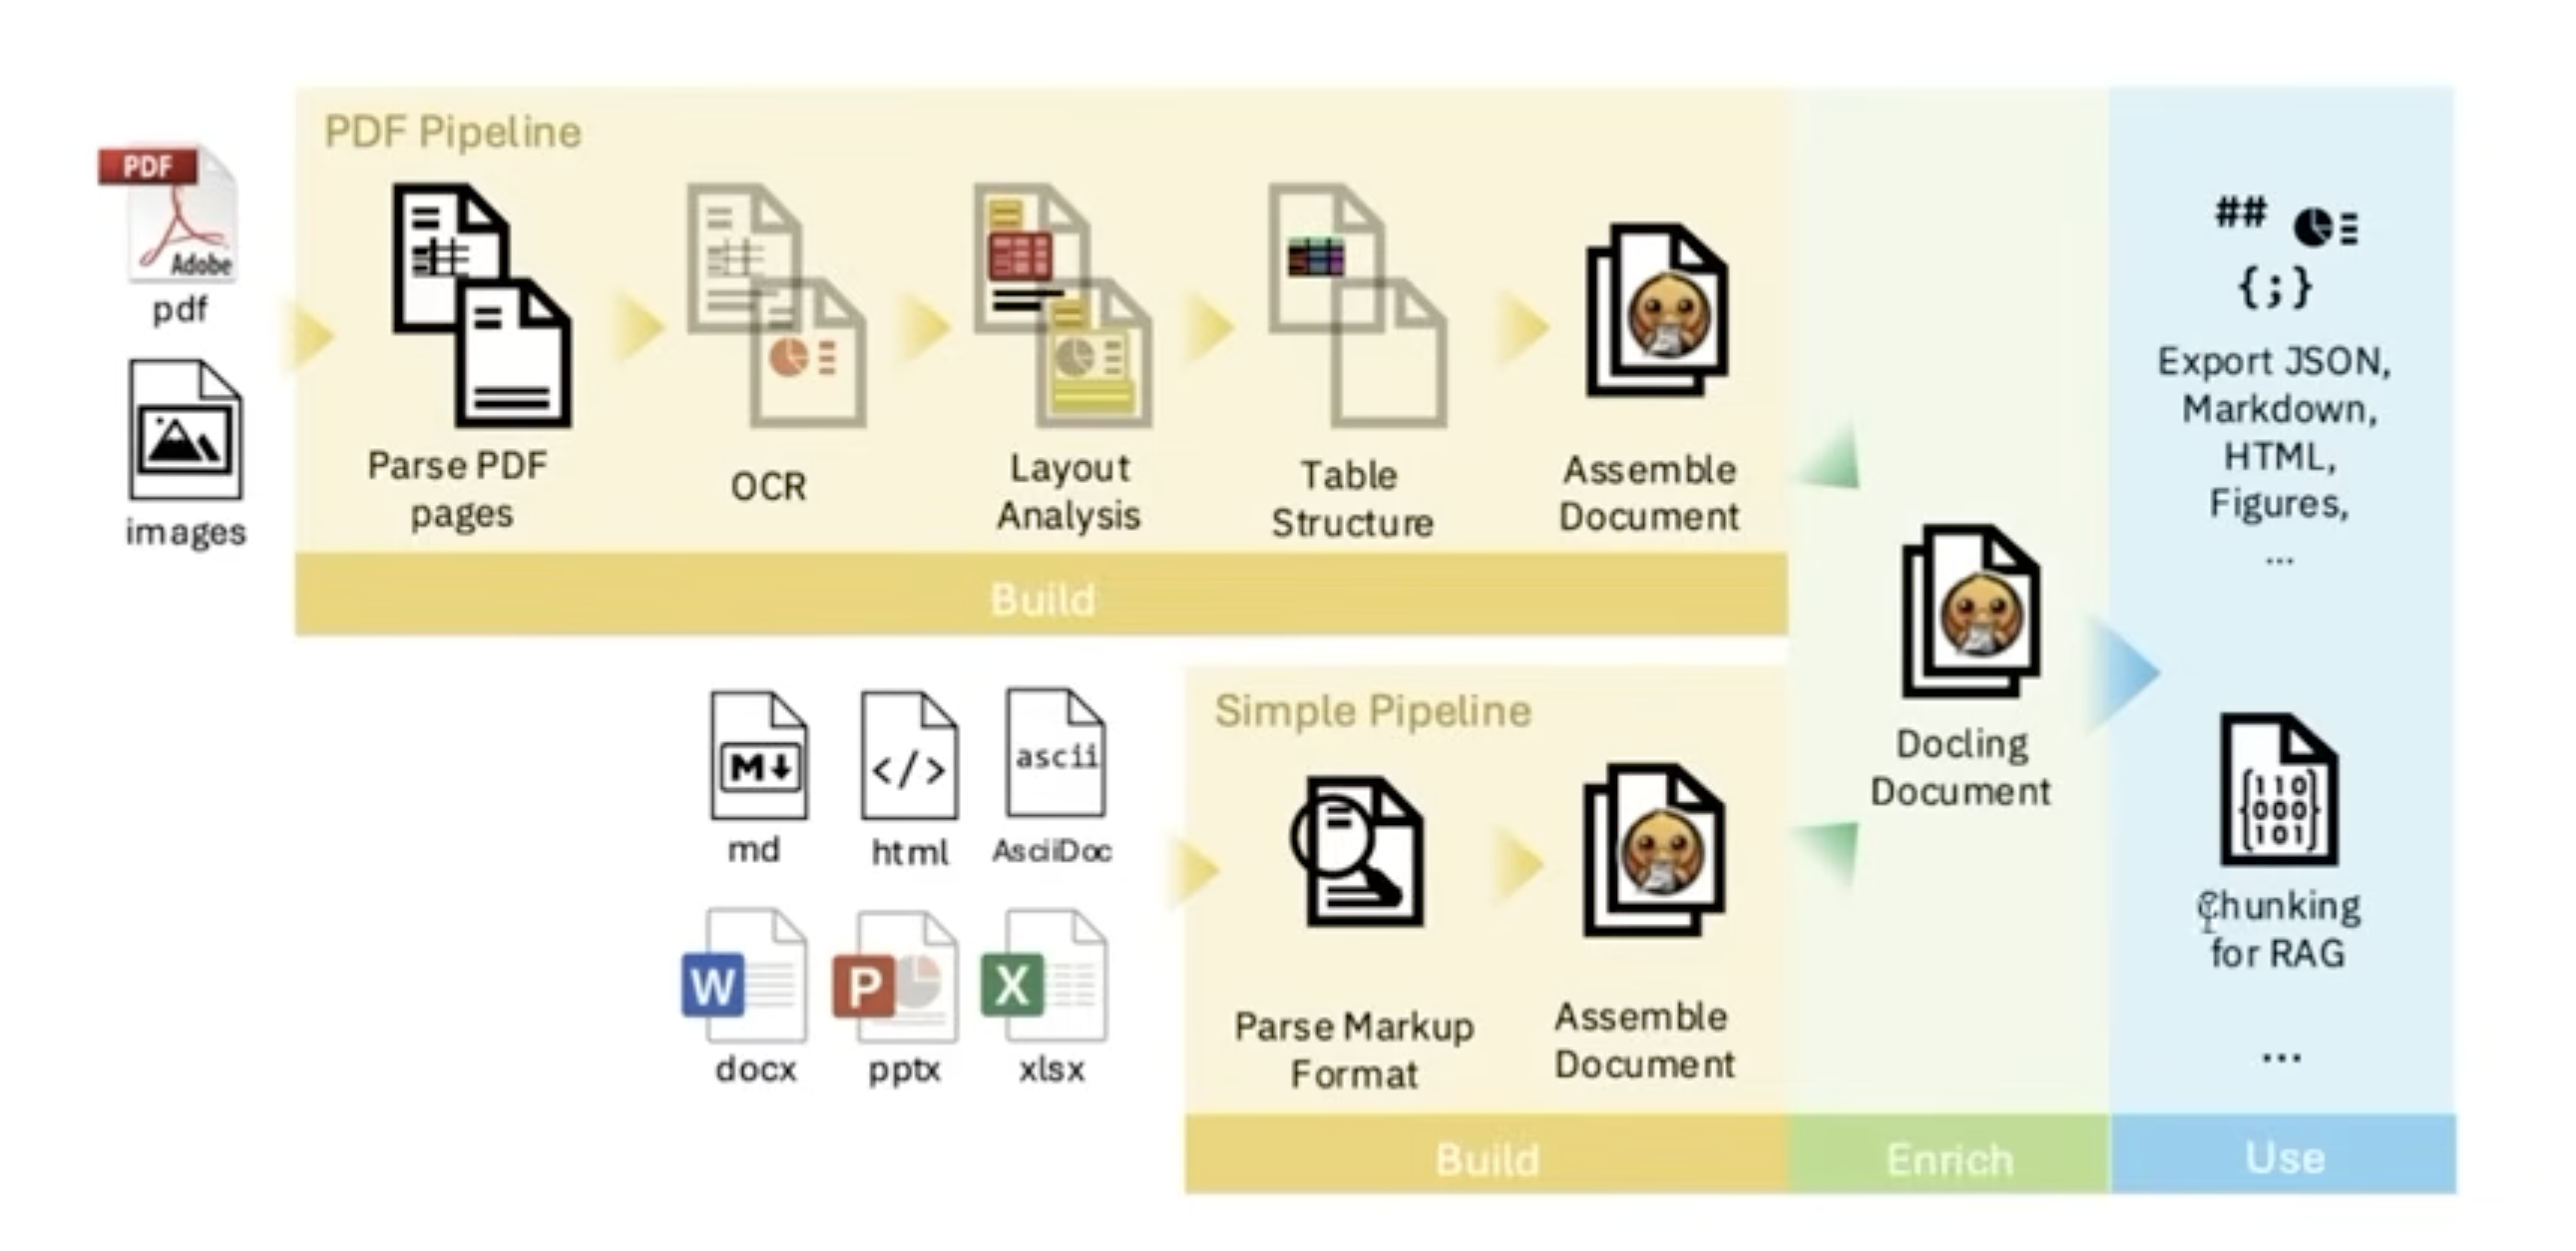 PDF Pipeline
PDF
Adobe
pdf
images
Parse PDF
pages
OCR
Layout
Analysis
Table
Structure
Assemble
Document
Build
M
md
</>
html
ascii
AsciiDoc
W
docx
P
pptx
X
xlsx
Simple Pipeline
Parse Markup
Format
Assemble
Document
Build
Docling
Document
Enrich
##
{;}
Export JSON,
Markdown,
HTML,
Figures,
...
{110
000
101}
Chunking
for RAG
...
Use